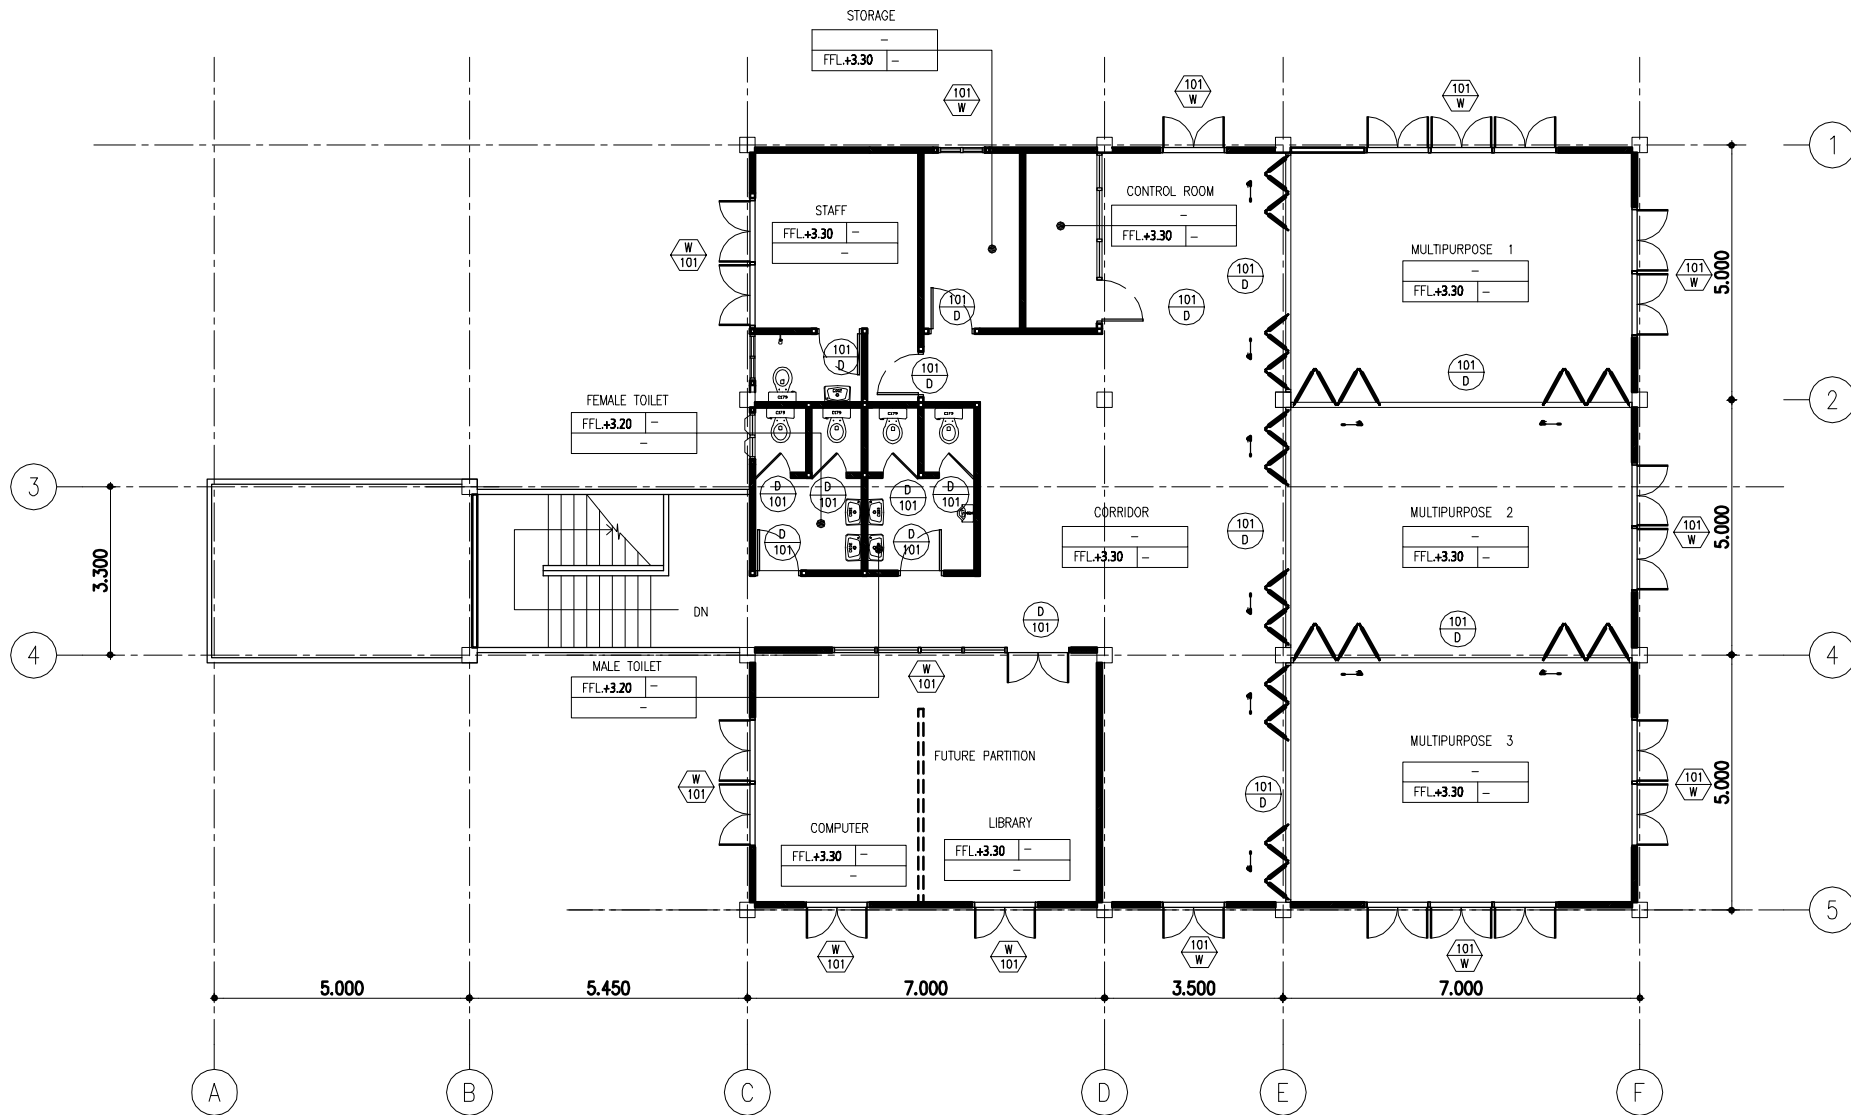 STORAGE
–
FFL.+3.30 –
101
W
101
W
101
W
1
STAFF
FFL.+3.30 –
–
CONTROL ROOM
–
FFL.+3.30 –
W
101
MULTIPURPOSE 1
–
FFL.+3.30 –
101
D
101
D
101
D
101
W
5.000
101
D
101
D
101
D
FEMALE TOILET
FFL.+3.20 –
–
2
3
D
101
D
101
D
101
D
101
D
101
D
101
CORRIDOR
–
FFL.+3.30 –
101
D
MULTIPURPOSE 2
–
FFL.+3.30 –
101
W
5.000
3.300
DN
D
101
101
D
4
4
MALE TOILET
FFL.+3.20 –
–
W
101
FUTURE PARTITION
MULTIPURPOSE 3
–
FFL.+3.30 –
W
101
101
D
101
W
5.000
COMPUTER
FFL.+3.30 –
–
LIBRARY
FFL.+3.30 –
–
5
W
101
W
101
101
W
101
W
5.000 5.450 7.000 3.500 7.000
A B C D E F